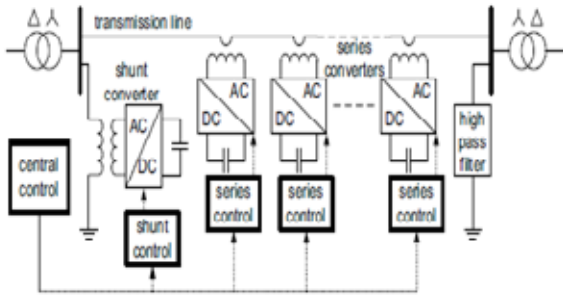 Δ Y
transmission line
Y Δ
shunt
converter
series
converters
AC
DC
AC
DC
AC
DC
AC
DC
high
pass
filter
central
control
shunt
control
series
control
series
control
series
control